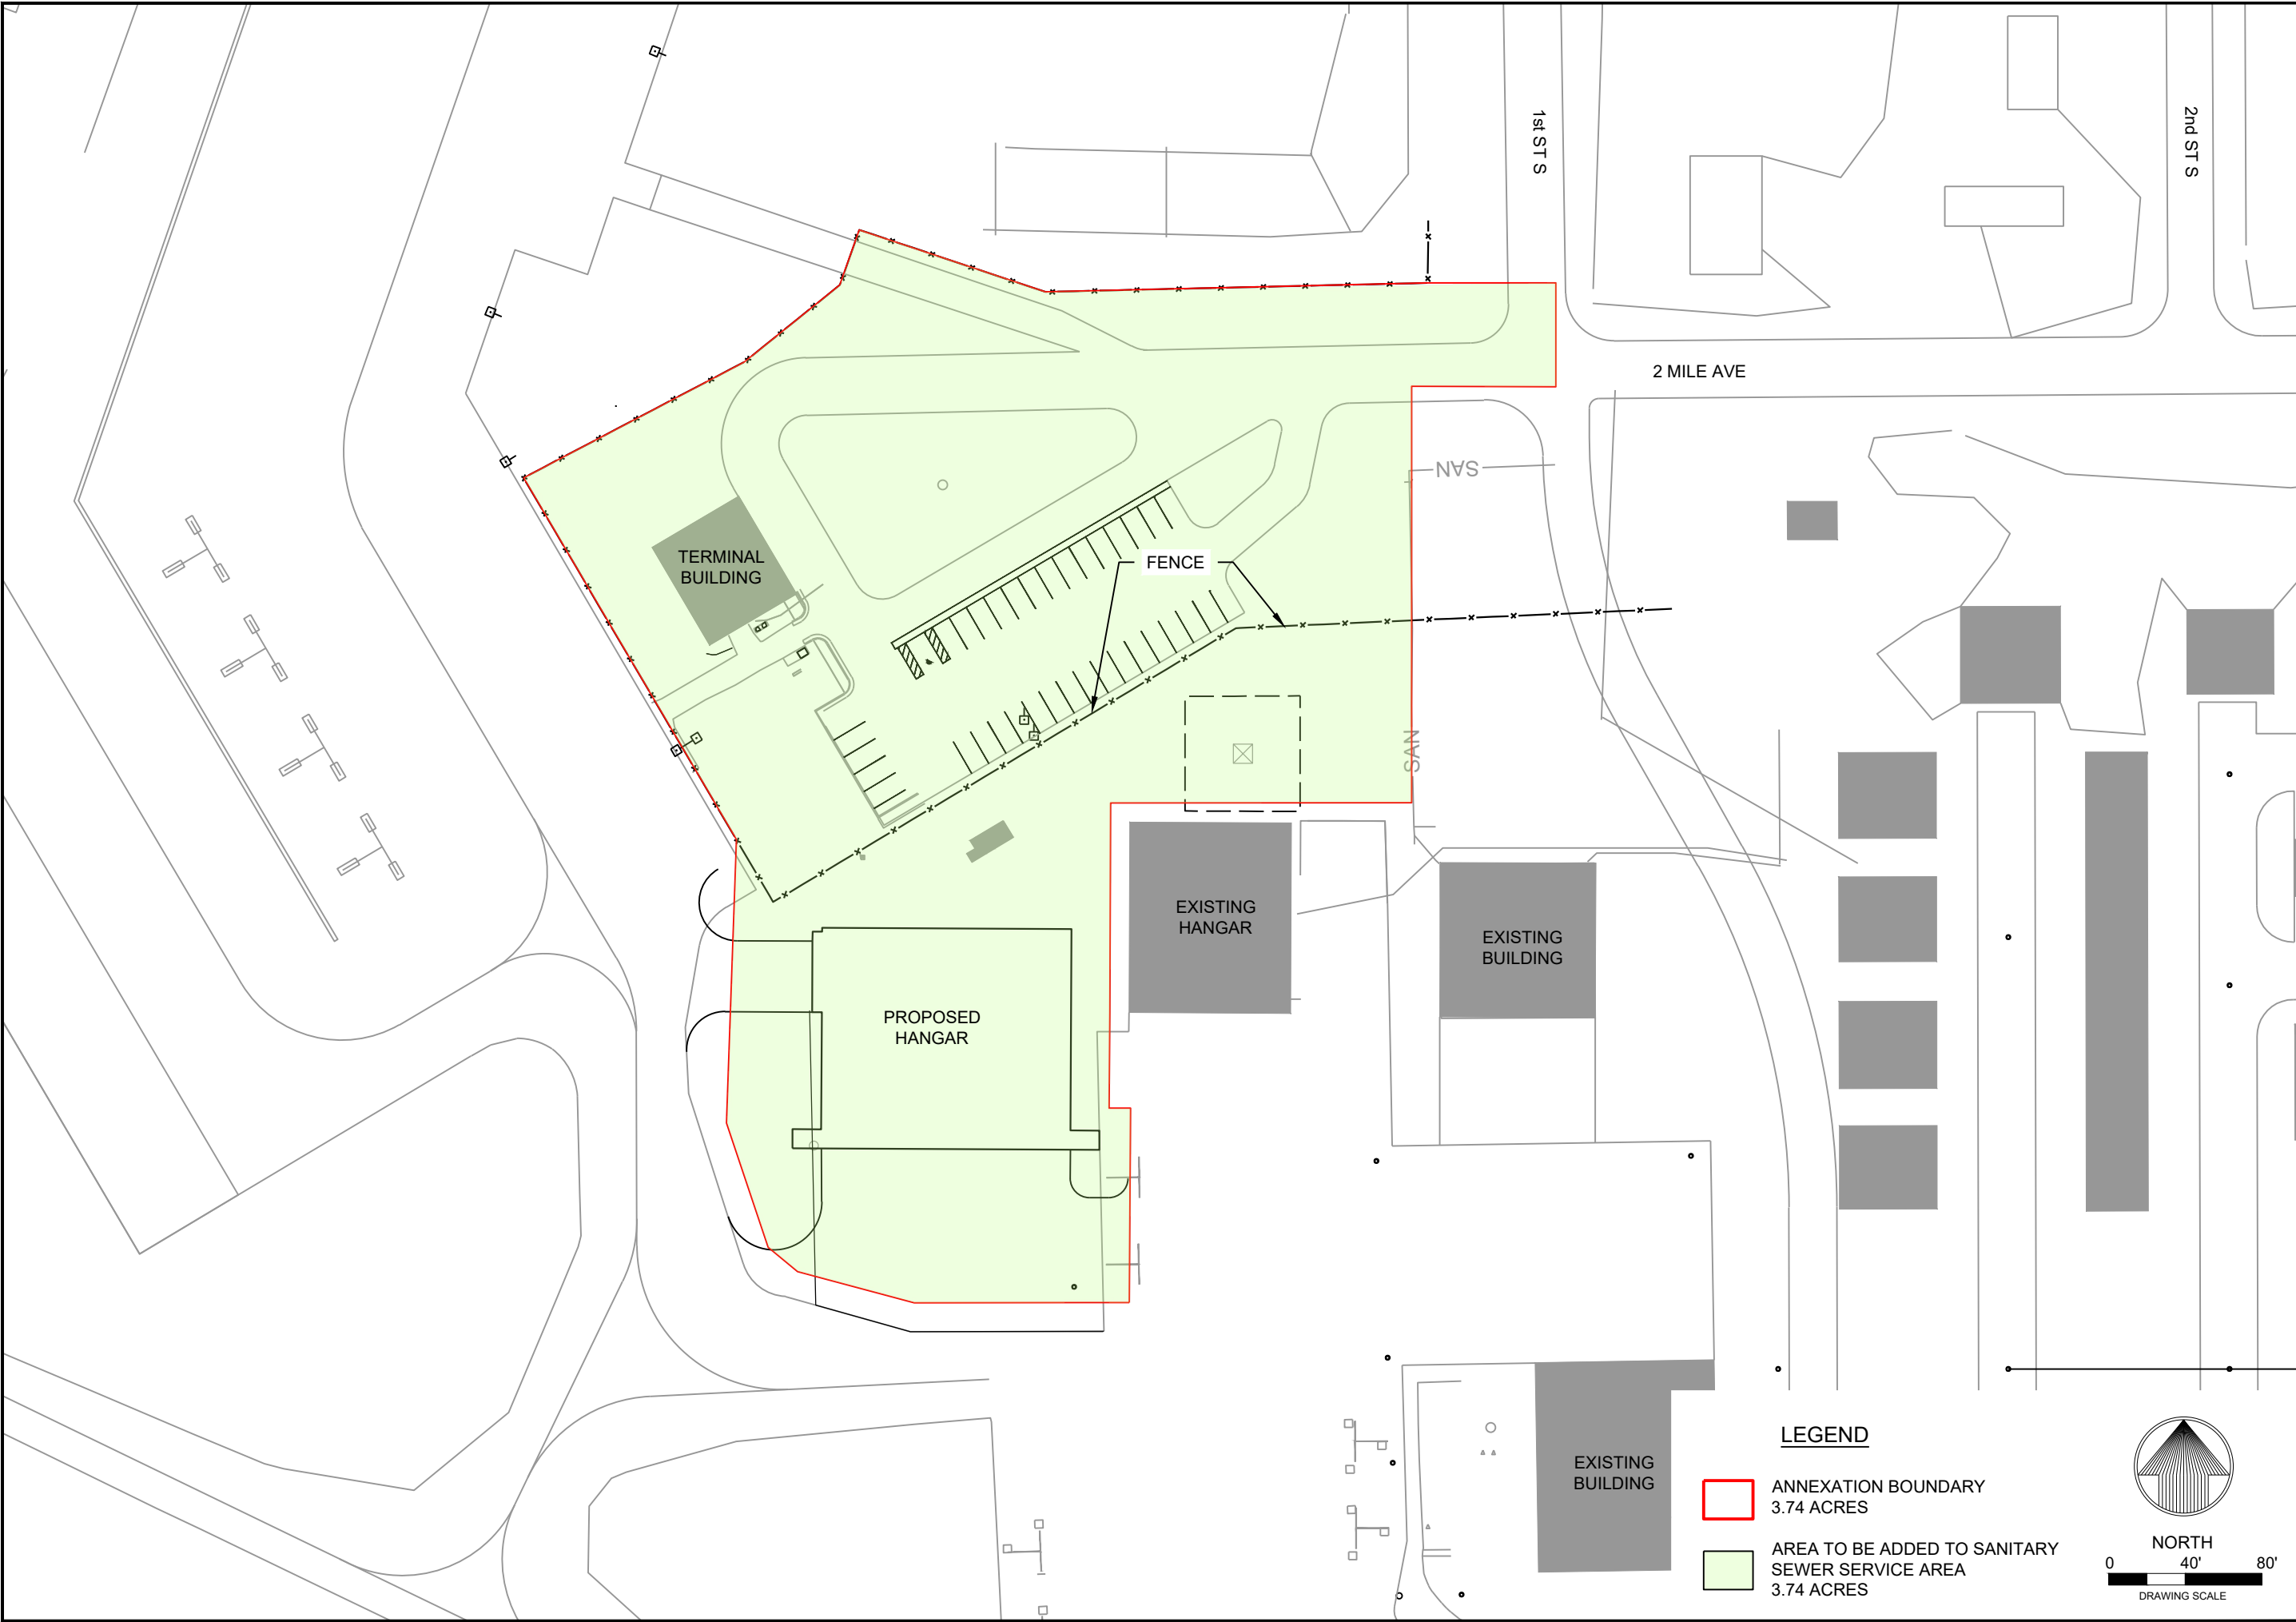 1st ST S
2nd ST S
2 MILE AVE
SAN
TERMINAL
BUILDING
FENCE
SAN
EXISTING
HANGAR
EXISTING
BUILDING
PROPOSED
HANGAR
EXISTING
BUILDING
LEGEND
ANNEXATION BOUNDARY
3.74 ACRES
AREA TO BE ADDED TO SANITARY
SEWER SERVICE AREA
3.74 ACRES
NORTH
0 40' 80'
DRAWING SCALE